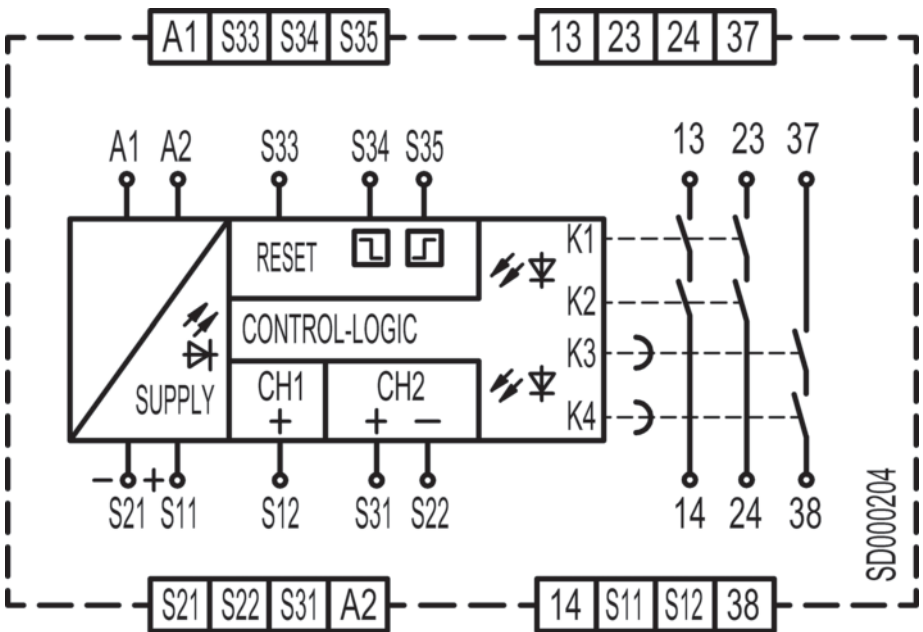 A1 S33 S34 S35 13 23 24 37
A1 A2 S33 S34 S35 13 23 37
RESET K1
K2
CONTROL-LOGIC
K3
SUPPLY CH1 CH2
+ + − K4
− + 
S21 S11 S12 S31 S22 14 24 38
SD000204
S21 S22 S31 A2 14 S11 S12 38